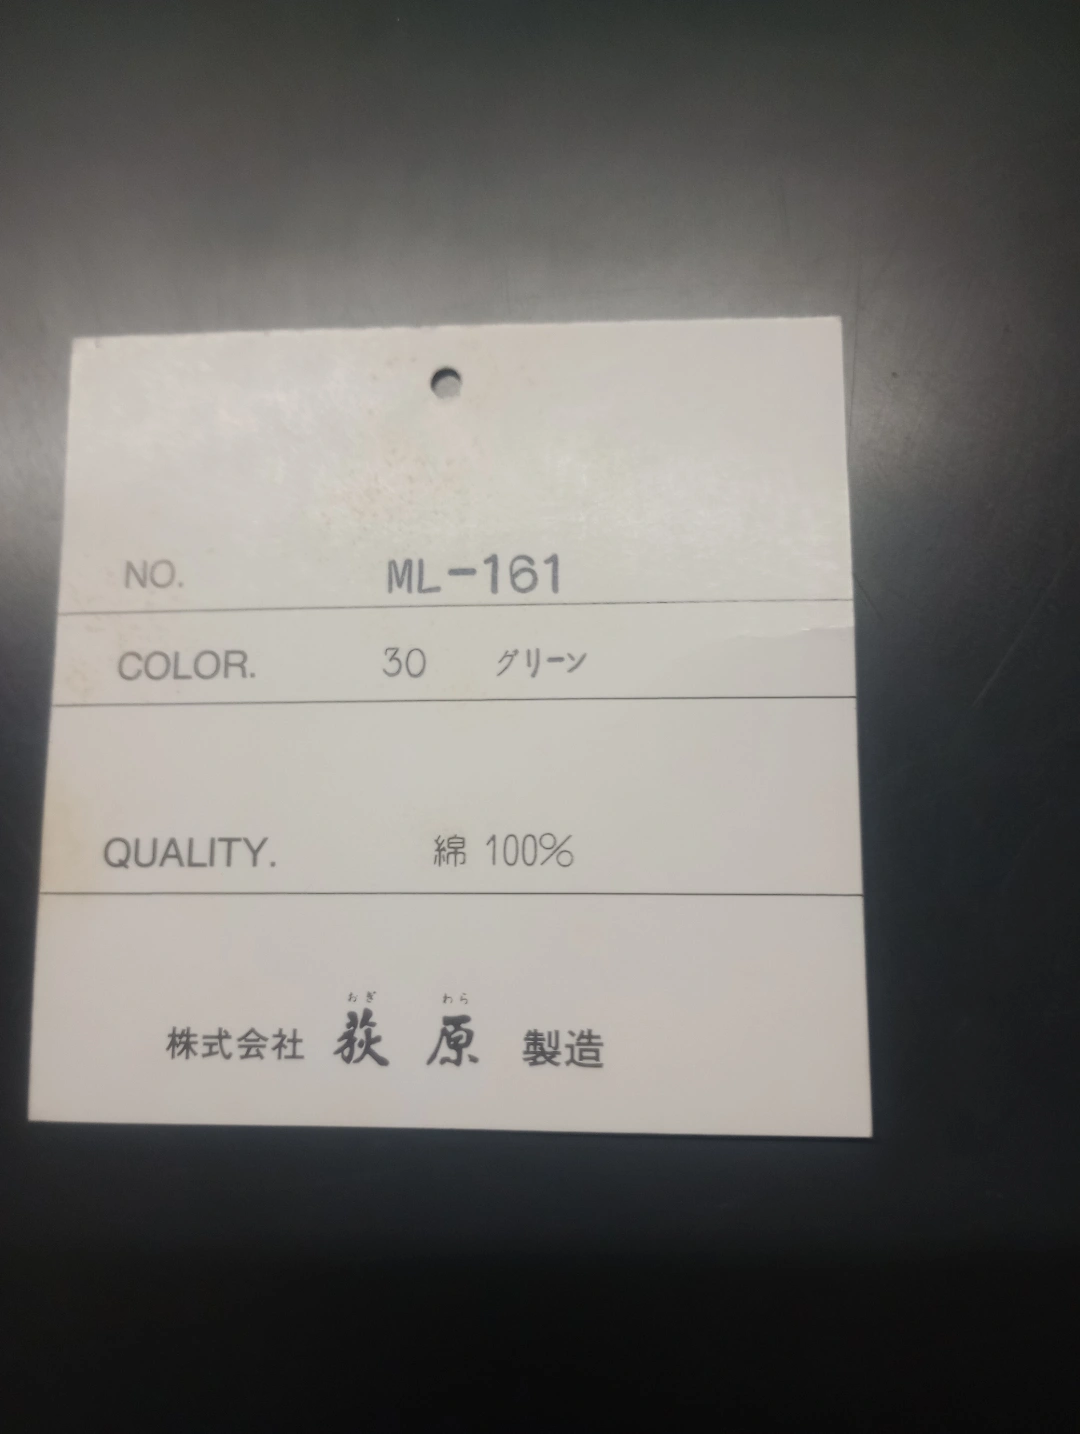 NO. ML-161
COLOR. 30 グリーン
QUALITY. 綿 100%
おぎ わら
株式会社 荻原 製造